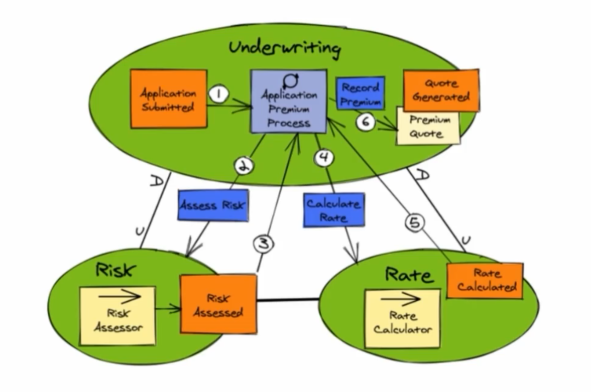 Underwriting
Application
Submitted
1
Application
Premium
Process
Record
Premium
Quote
Generated
6
Premium
Quote
2
4
D
D
Assess Risk
Calculate
Rate
U
3
5
U
Risk
Rate
Rate
Calculated
Risk
Assessor
Risk
Assessed
Rate
Calculator